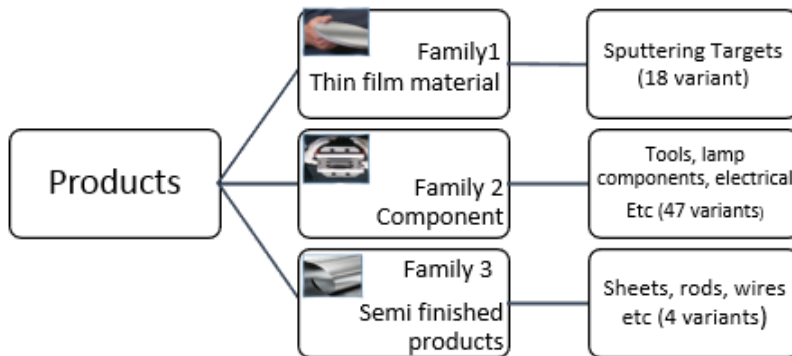 Products
Family1
Thin film material
Sputtering Targets
(18 variant)
Family 2
Component
Tools, lamp
components, electrical
Etc (47 variants)
Family 3
Semi finished
products
Sheets, rods, wires
etc (4 variants)